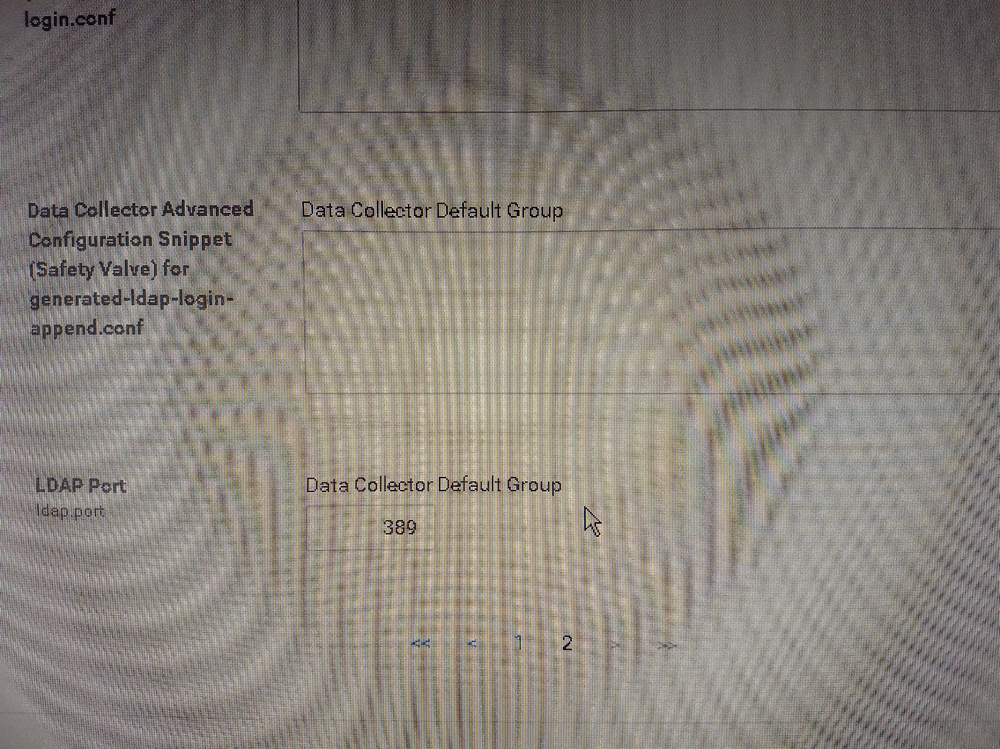 login.conf
Data Collector Advanced
Configuration Snippet
(Safety Valve) for
generated-ldap-login-
append.conf
Data Collector Default Group
LDAP Port
ldap.port
Data Collector Default Group
389
<< < 1 2 > >>